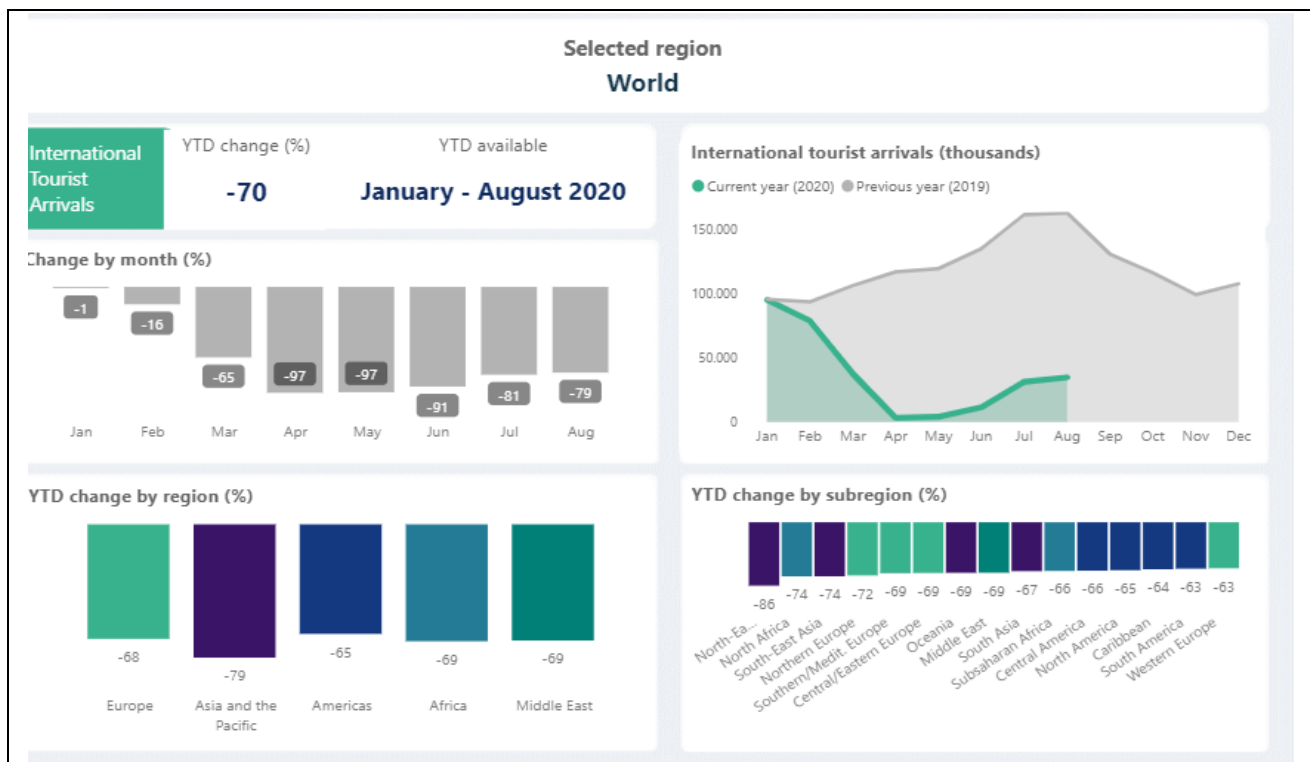 Selected region
World
International
Tourist
Arrivals
YTD change (%)
-70
YTD available
January - August 2020
Change by month (%)
-1
-16
-65
-97
-97
-91
-81
-79
Jan Feb Mar Apr May Jun Jul Aug
International tourist arrivals (thousands)
Current year (2020) Previous year (2019)
150.000
100.000
50.000
0
Jan Feb Mar Apr May Jun Jul Aug Sep Oct Nov Dec
YTD change by region (%)
-68
-79
-65
-69
-69
Europe
Asia and the
Pacific
Americas
Africa
Middle East
YTD change by subregion (%)
-86 -74 -74 -72 -69 -69 -69 -69 -67 -66 -66 -65 -64 -63 -63
North-Ea...
North Africa
South-East Asia
Northern Europe
Southern/Medit. Europe
Central/Eastern Europe
Oceania
Middle East
South Asia
Subsaharan Africa
Central America
North America
Caribbean
South America
Western Europe